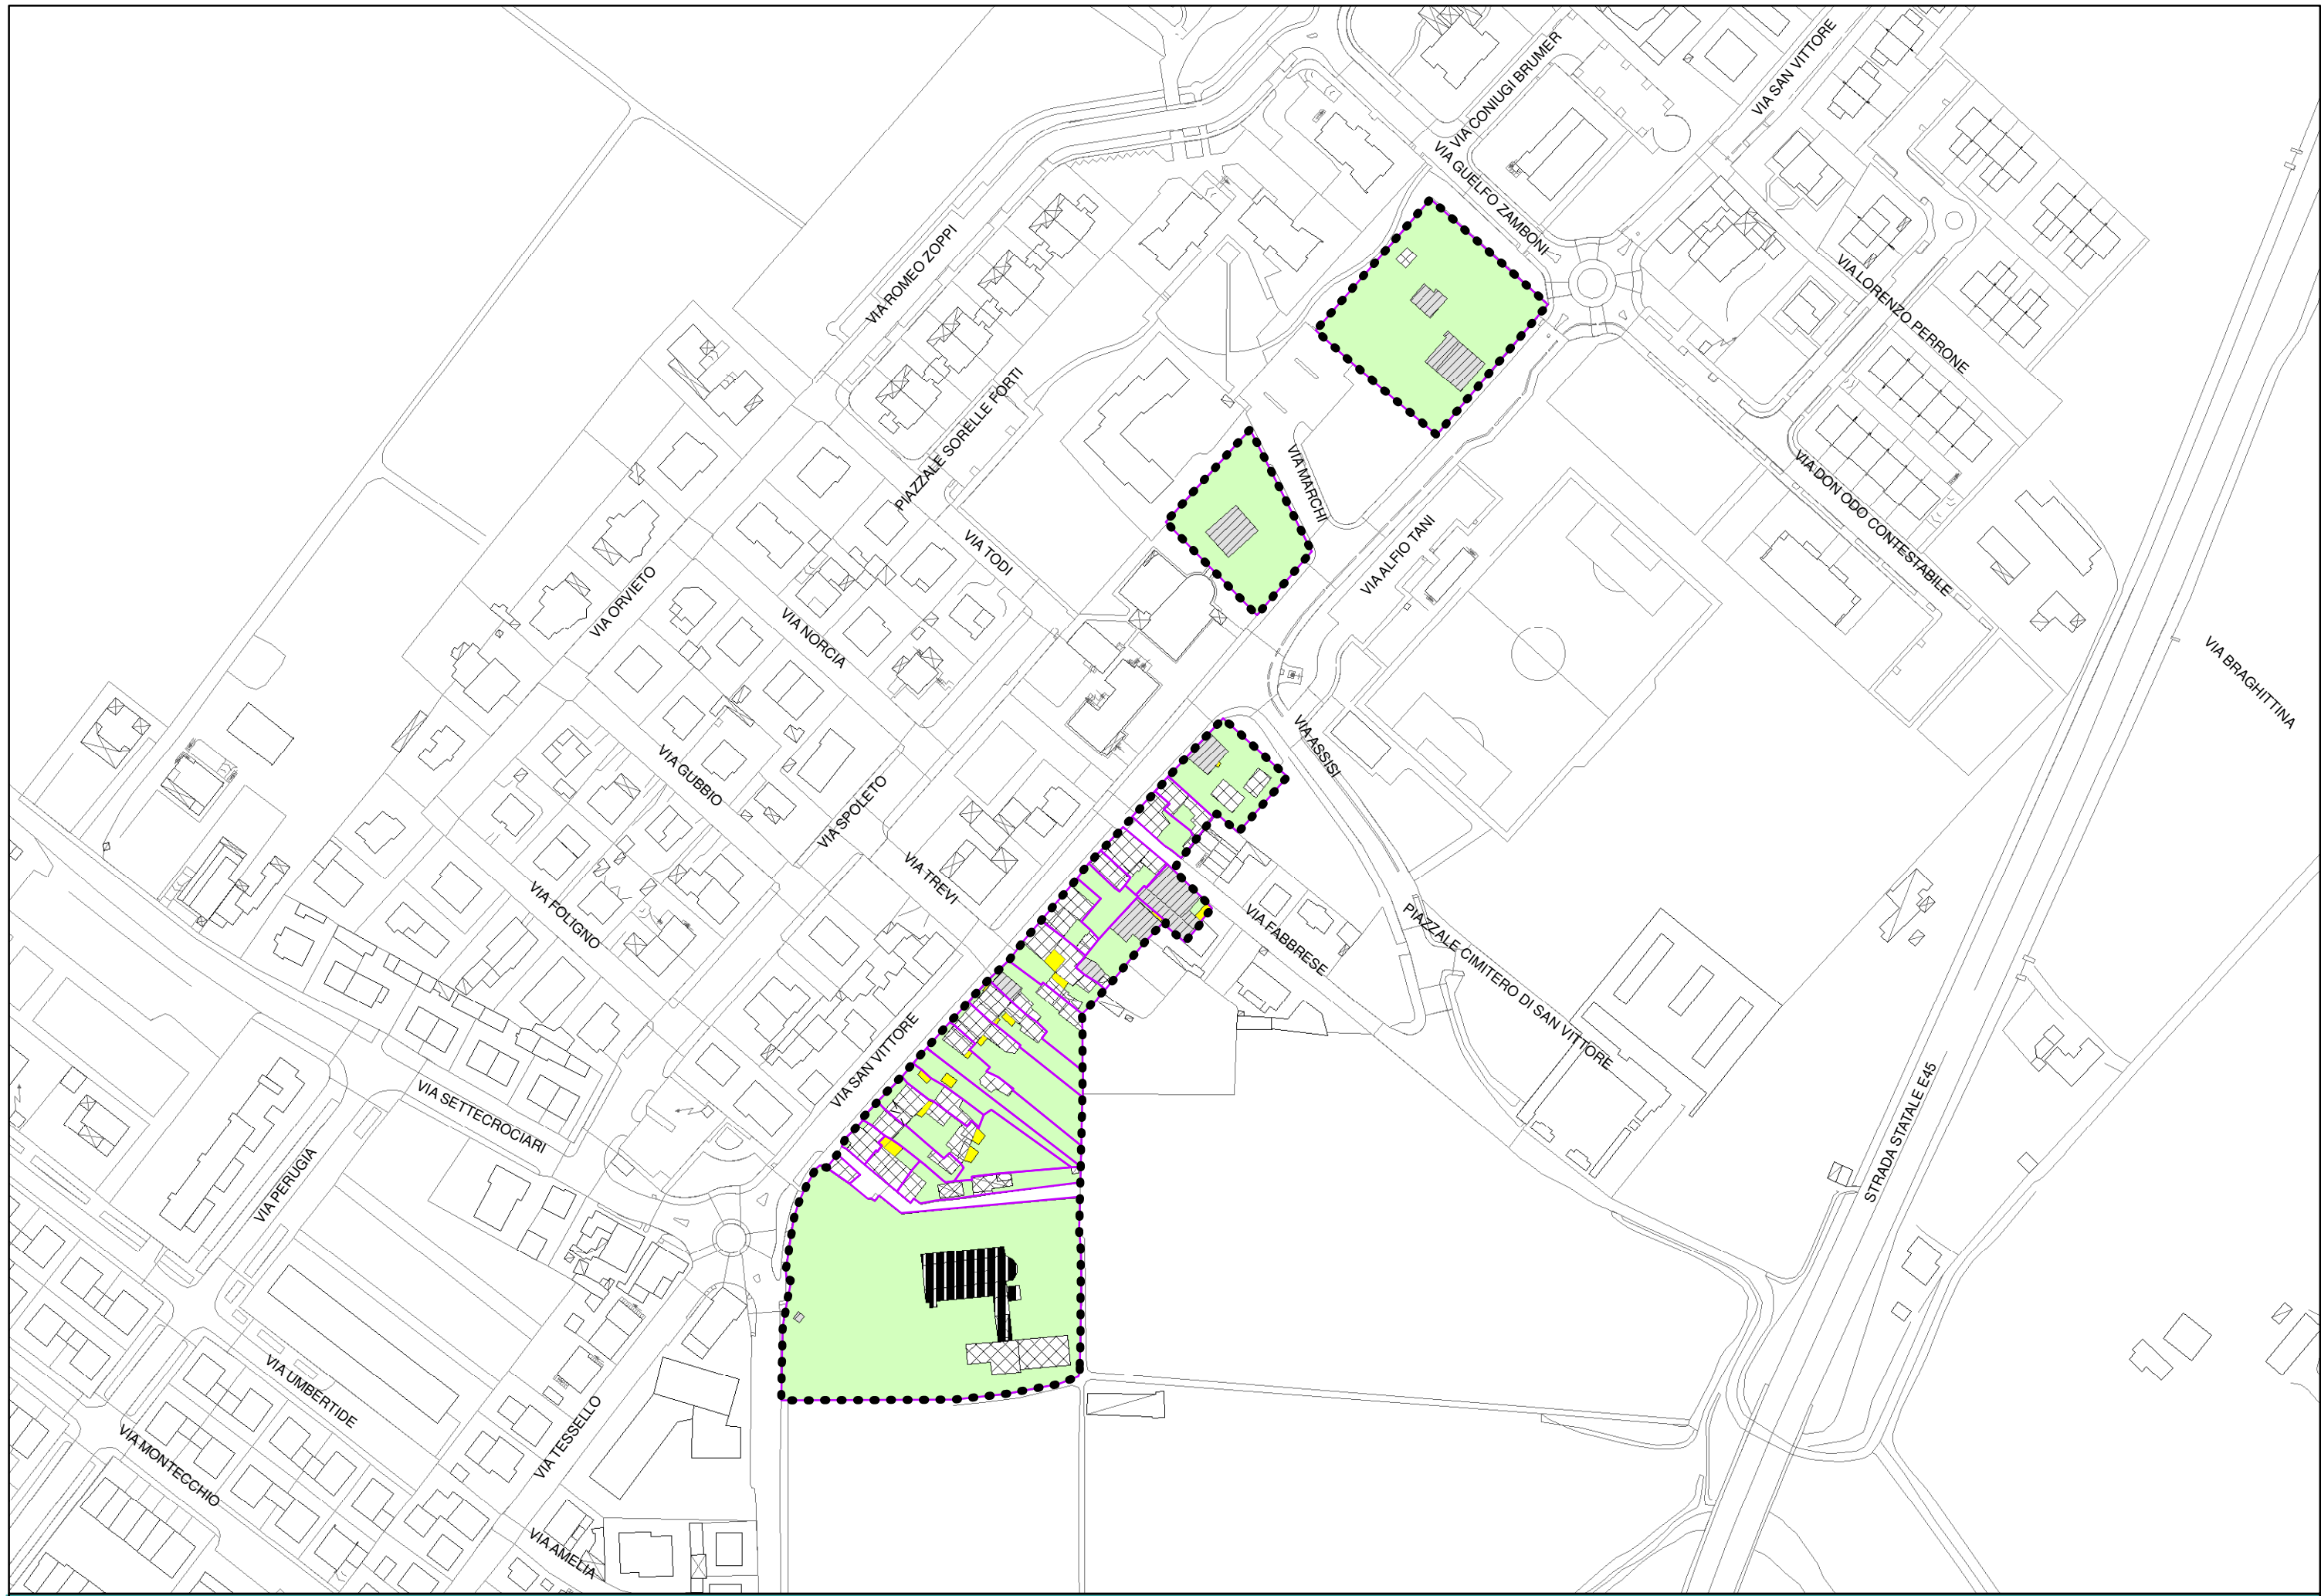 VIA SAN VITTORE
VIA CONIUGI BRUMER
VIA GUELFO ZAMBONI
VIA ROMEO ZOPPI
VIA LORENZO PERRONE
PIAZZALE SORELLE FORTI
VIA MARCHI
VIA DON ODO CONTESTABILE
VIA ALFIO TANI
VIA TODI
VIA ORVIETO
VIA NORCIA
VIA BRAGHITTINA
VIA ASSISI
VIA GUBBIO
VIA SPOLETO
VIA TREVI
VIA FOLIGNO
VIA FABBRESE
PIAZZALE CIMITERO DI SAN VITTORE
VIA SAN VITTORE
VIA SETTECROCIARI
STRADA STATALE E45
VIA PERUGIA
VIA UMBERTIDE
VIA TESSELLO
VIA MONTECCHIO
VIA AMELIA